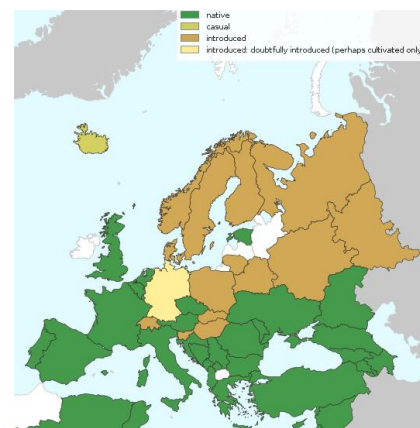 native
casual
introduced
introduced: doubtfully introduced (perhaps cultivated only